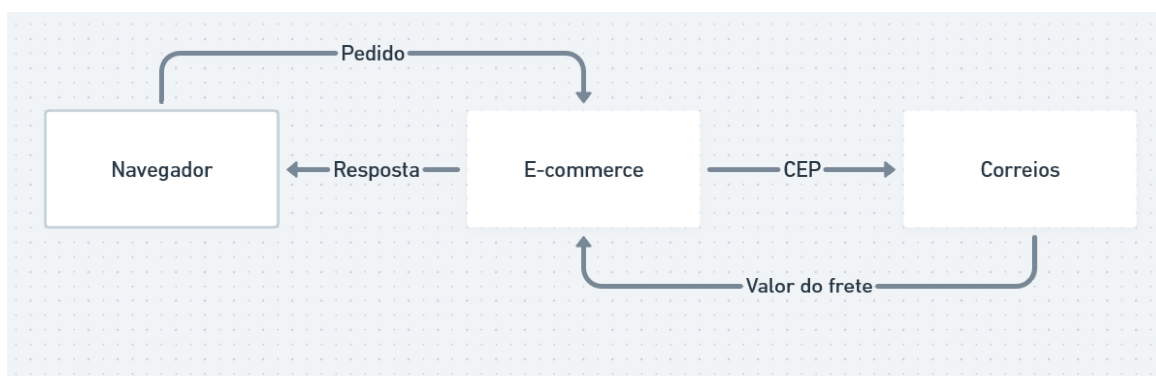 Pedido
Navegador
Resposta
E-commerce
CEP
Correios
Valor do frete